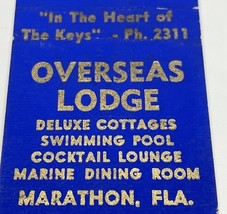 "In The Heart of
The Keys" - Ph. 2311
OVERSEAS
LODGE
DELUXE COTTAGES
SWIMMING POOL
COCKTAIL LOUNGE
MARINE DINING ROOM
MARATHON, FLA.